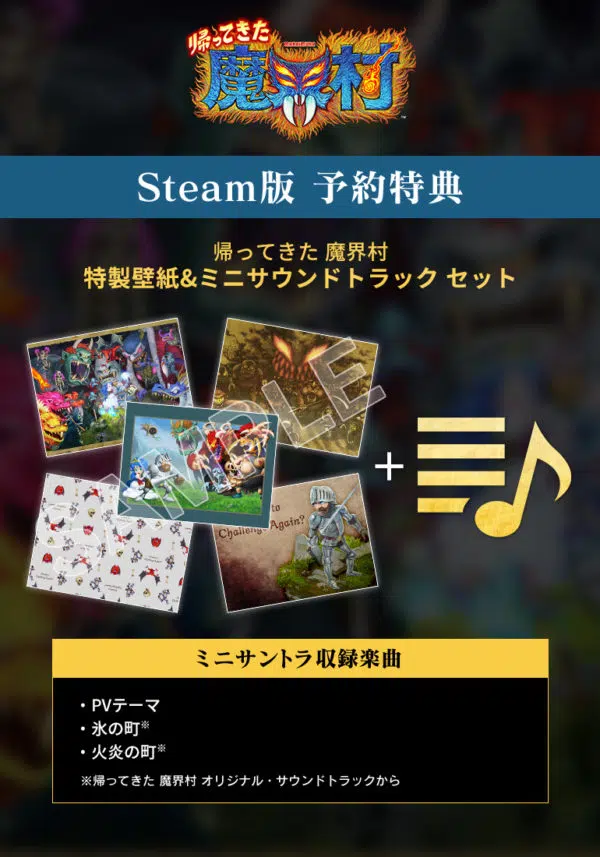 帰ってきた
魔界村
Steam版 予約特典
帰ってきた 魔界村
特製壁紙&ミニサウンドトラック セット
SAMPLE
to
Challenge Again?
+
ミニサントラ収録楽曲
・PVテーマ
・氷の町※
・火炎の町※
※帰ってきた 魔界村 オリジナル・サウンドトラックから